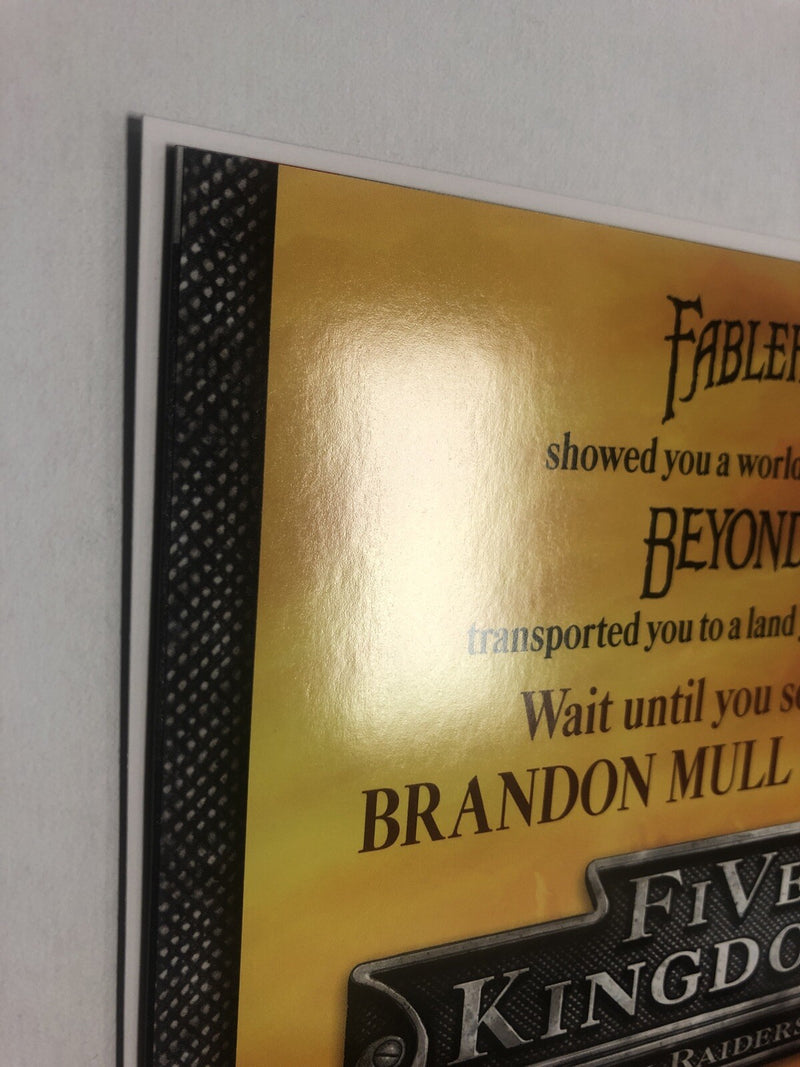 FABLEH
showed you a world
BEYOND
transported you to a land
Wait until you se
BRANDON MULL
FiVE
KINGDO
RAIDERS